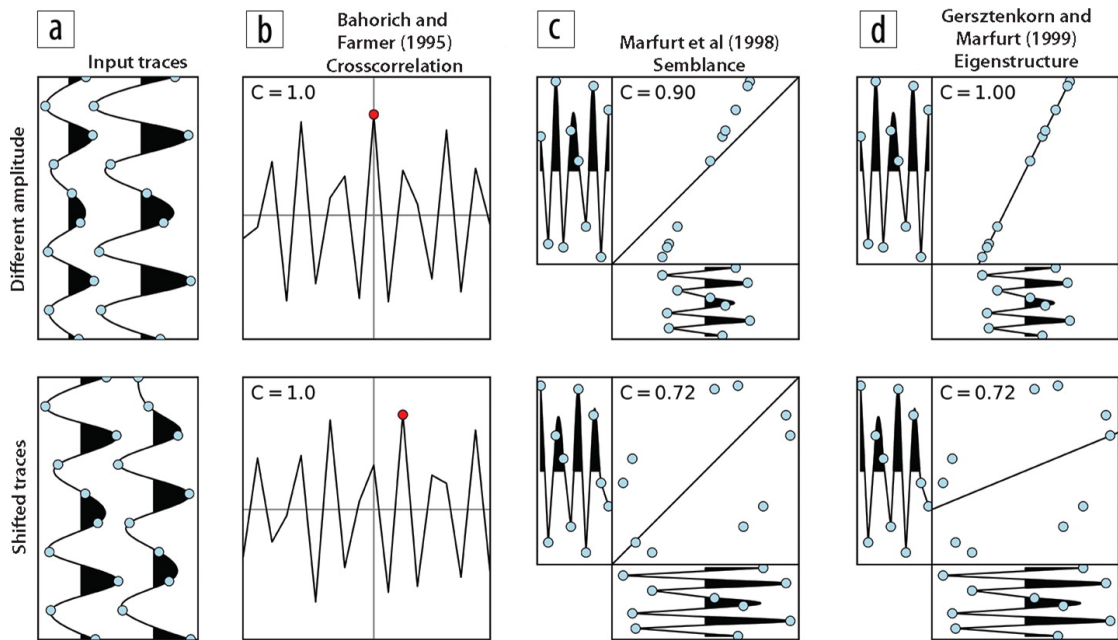 a
Input traces
b
Bahorich and
Farmer (1995)
Crosscorrelation
c
Marfurt et al (1998)
Semblance
d
Gersztenkorn and
Marfurt (1999)
Eigenstructure
Different amplitude
C = 1.0
C = 0.90
C = 1.00
Shifted traces
C = 1.0
C = 0.72
C = 0.72